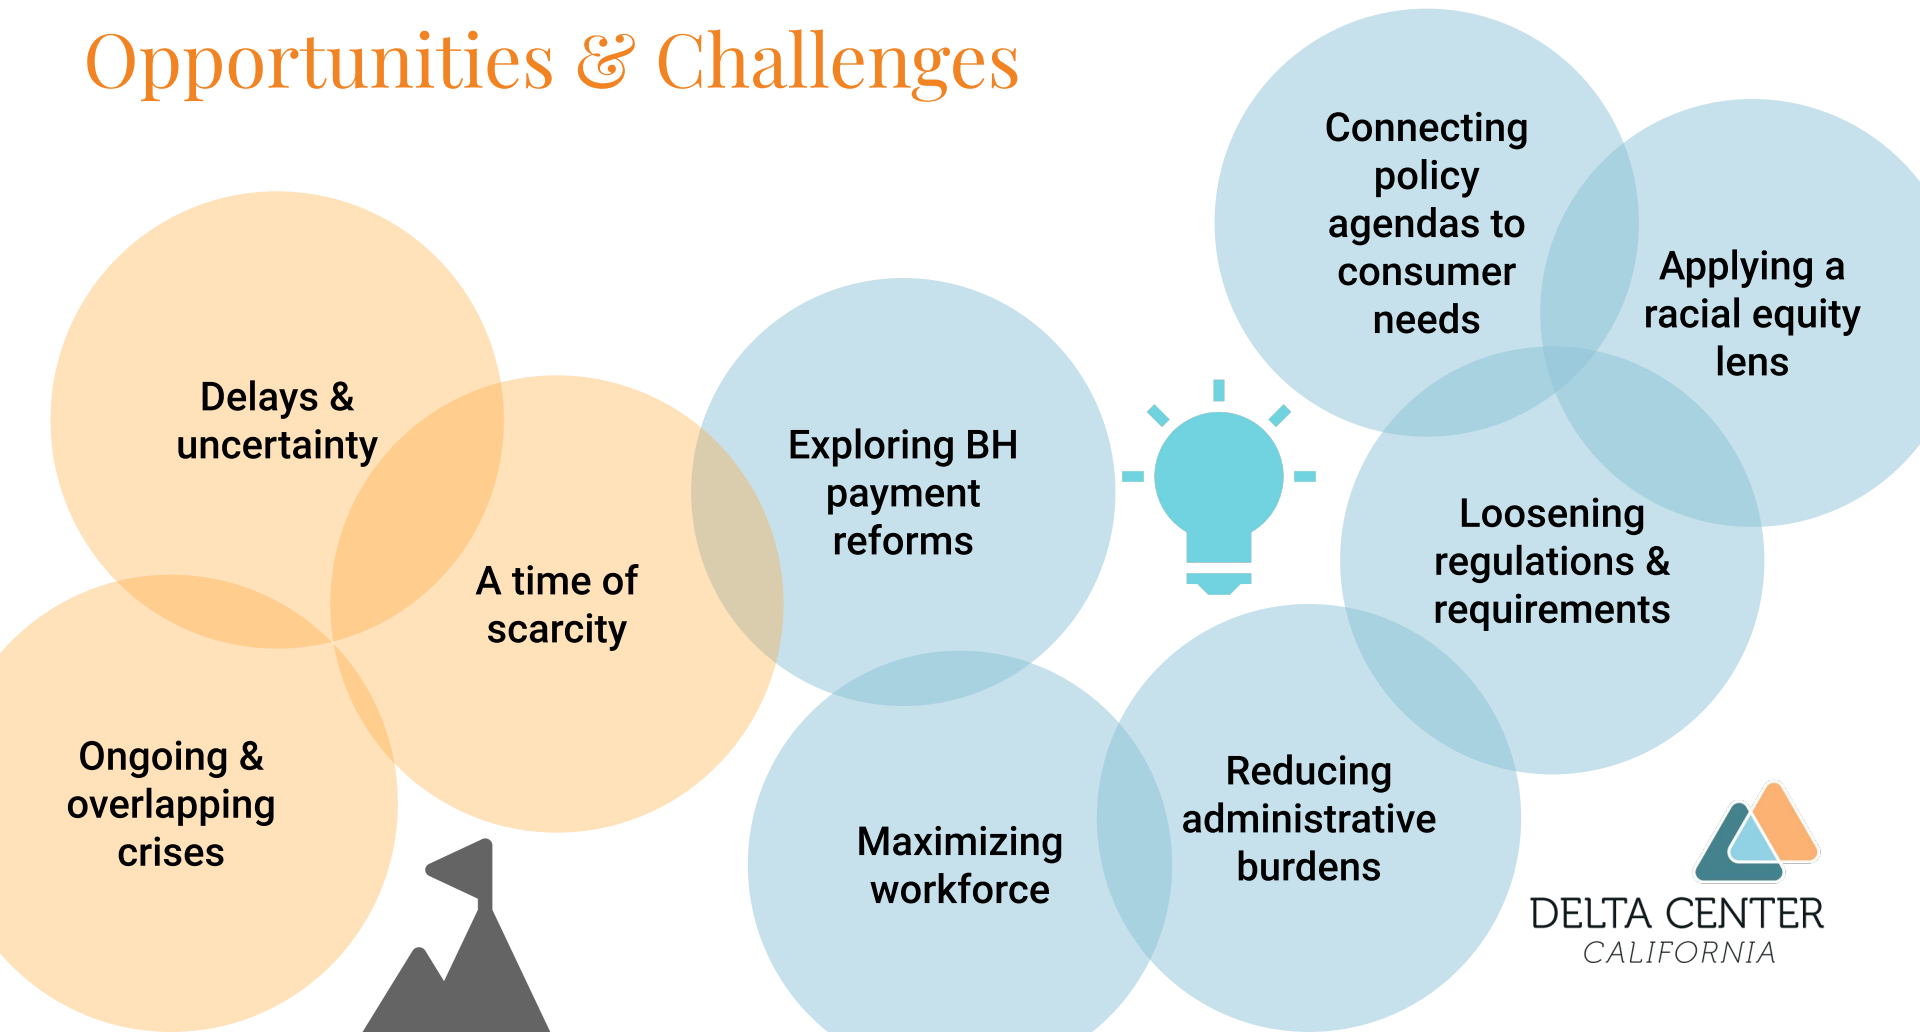 Opportunities & Challenges
Delays &
uncertainty
A time of
scarcity
Ongoing &
overlapping
crises
Exploring BH
payment
reforms
Maximizing
workforce
Reducing
administrative
burdens
Loosening
regulations &
requirements
Connecting
policy
agendas to
consumer
needs
Applying a
racial equity
lens
DELTA CENTER
CALIFORNIA